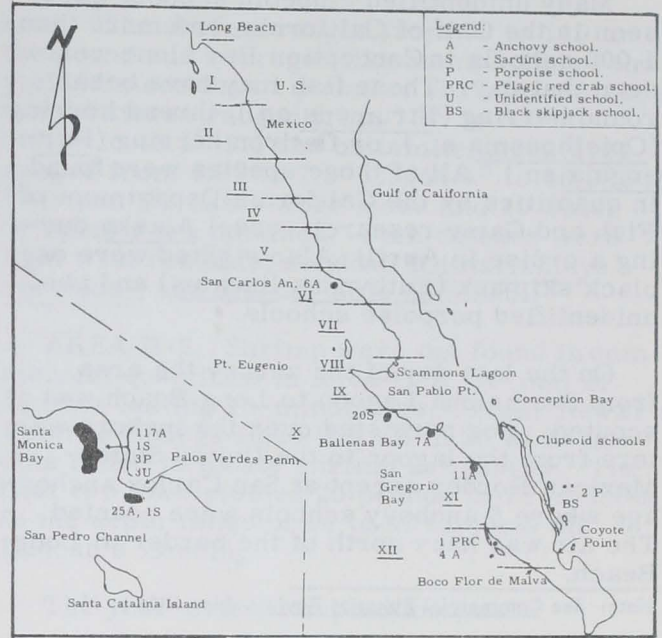 N
Long Beach
Legend:
A - Anchovy school.
S - Sardine school.
P - Porpoise school.
PRC - Pelagic red crab school.
U - Unidentified school.
BS - Black skipjack school.
I
U. S.
Mexico
II
Gulf of California
III
IV
V
San Carlos An. 6A
VI
VII
Pt. Eugenio
VIII
Scammons Lagoon
San Pablo Pt.
IX
Conception Bay
20S
Ballenas Bay 7A
X
Clupeoid schools
Santa
Monica
Bay
117A
1S
3P
JU
Palos Verdes Penn.
25A, 1S
San Gregorio
Bay
11A
XI
2 P
BS
San Pedro Channel
1 PRC
4 A
Coyote
Point
XII
Boco Flor de Malva
Santa Catalina Island